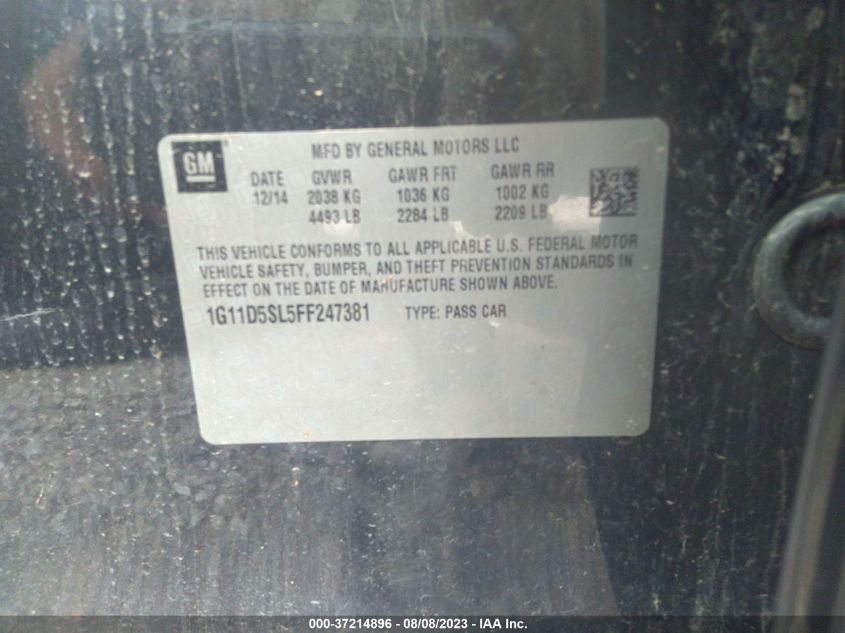 GM
MFD BY GENERAL MOTORS LLC
DATE GVWR GAWR FRT GAWR RR
12/14 2038 KG 1036 KG 1002 KG
4493 LB 2284 LB 2209 LB
THIS VEHICLE CONFORMS TO ALL APPLICABLE U.S. FEDERAL MOTOR
VEHICLE SAFETY, BUMPER, AND THEFT PREVENTION STANDARDS IN
EFFECT ON THE DATE OF MANUFACTURE SHOWN ABOVE.
1G11D5SL5FF247381 TYPE: PASS CAR
000-37214896 - 08/08/2023 - IAA Inc.